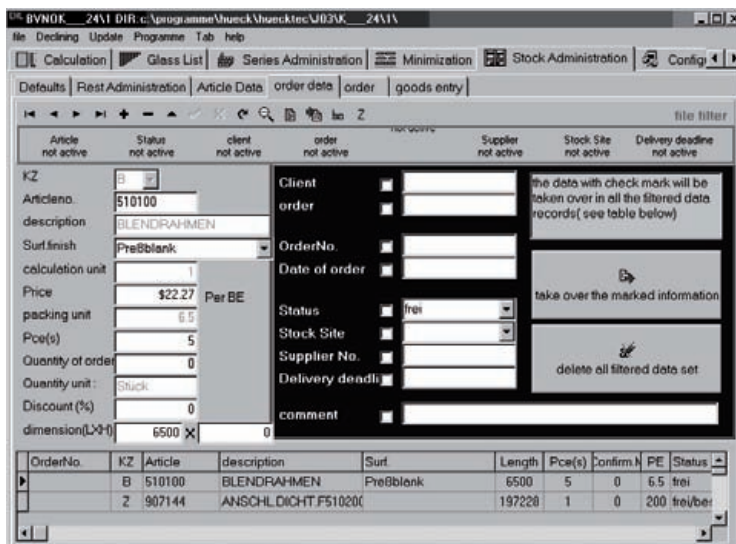 BVNOK___24\1 DIR:c:\programme\hueck\huecktec\J03\K___24\1\
file Declining Update Programme Tab help
Calculation Glass List Series Administration Minimization Stock Administration Config
Defaults Rest Administration Article Data order data order goods entry
Z file filter
Article Status client order Supplier Stock Site Delivery deadline
not active not active not active not active not active not active not active not active
KZ B
Articleno. 510100
description BLENDRAHMEN
Surf.finish Preßblank
calculation unit 1
Price $22.27 Per BE
packing unit 6.5
Pce(s) 5
Quantity of order 0
Quantity unit : Stück
Discount (%) 0
dimension(LXH) 6500 X 0
Client
order
OrderNo.
Date of order
Status frei
Stock Site
Supplier No.
Delivery deadli
comment
the data with check mark will be
taken over in all the filtered data
records( see table below)
take over the marked information
delete all filtered data set
OrderNo. KZ Article description Surf. Length Pce(s) Confirm.N PE Status
B 510100 BLENDRAHMEN Preßblank 6500 5 0 6.5 frei
Z 907144 ANSCHL.DICHT.F510200 197228 1 0 200 frei/be